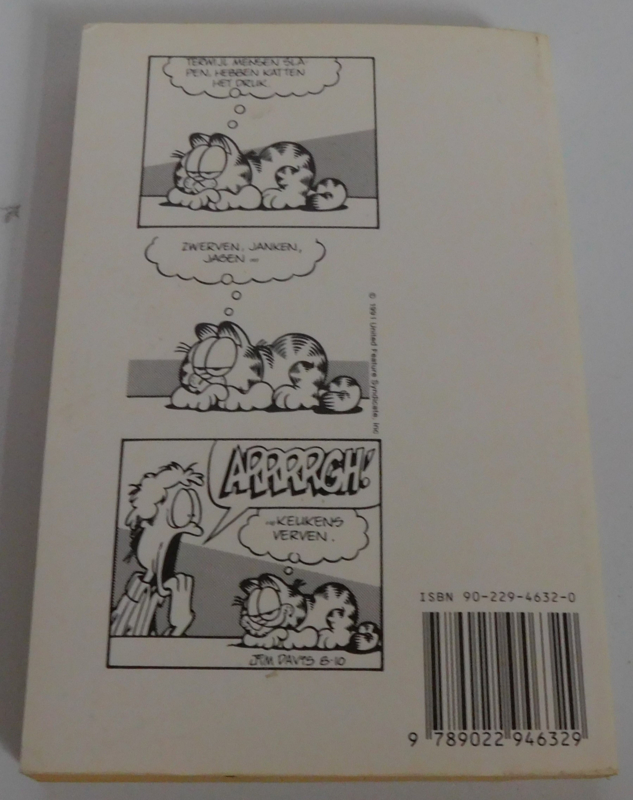 TERWIJL MENSEN SLA-
PEN, HEBBEN KATTEN
HET DRUK.
ZWERVEN, JANKEN,
JAGEN ...
© 1991 United Feature Syndicate, Inc
ARRRRGH!
... KEUKENS
VERVEN.
JIM DAVIS 8-10
ISBN 90-229-4632-0
9 789022 946329